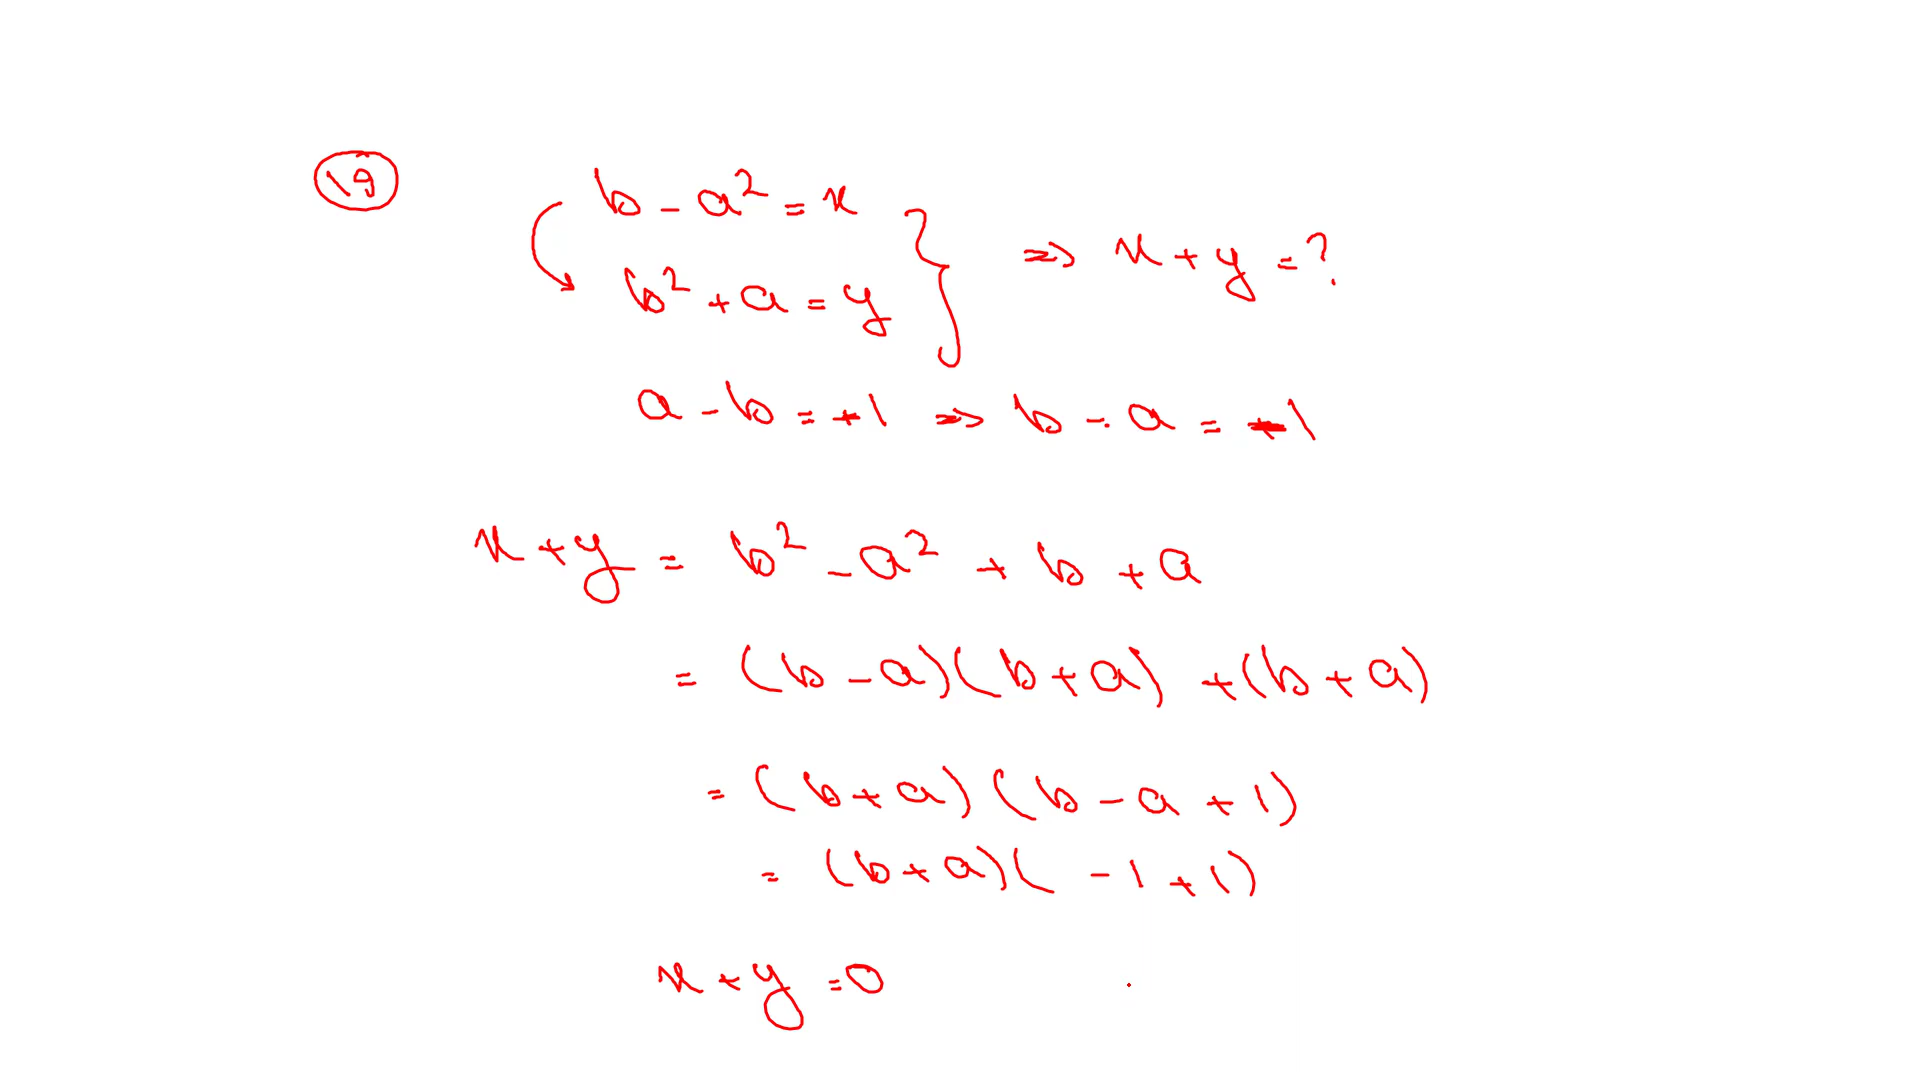 19
b - a² = x
b² + a = y
⇒ x + y = ?
a - b = +1 ⇒ b - a = -1
x + y = b² - a² + b + a
= (b - a)(b + a) + (b + a)
= (b + a)(b - a + 1)
= (b + a)(-1 + 1)
x + y = 0